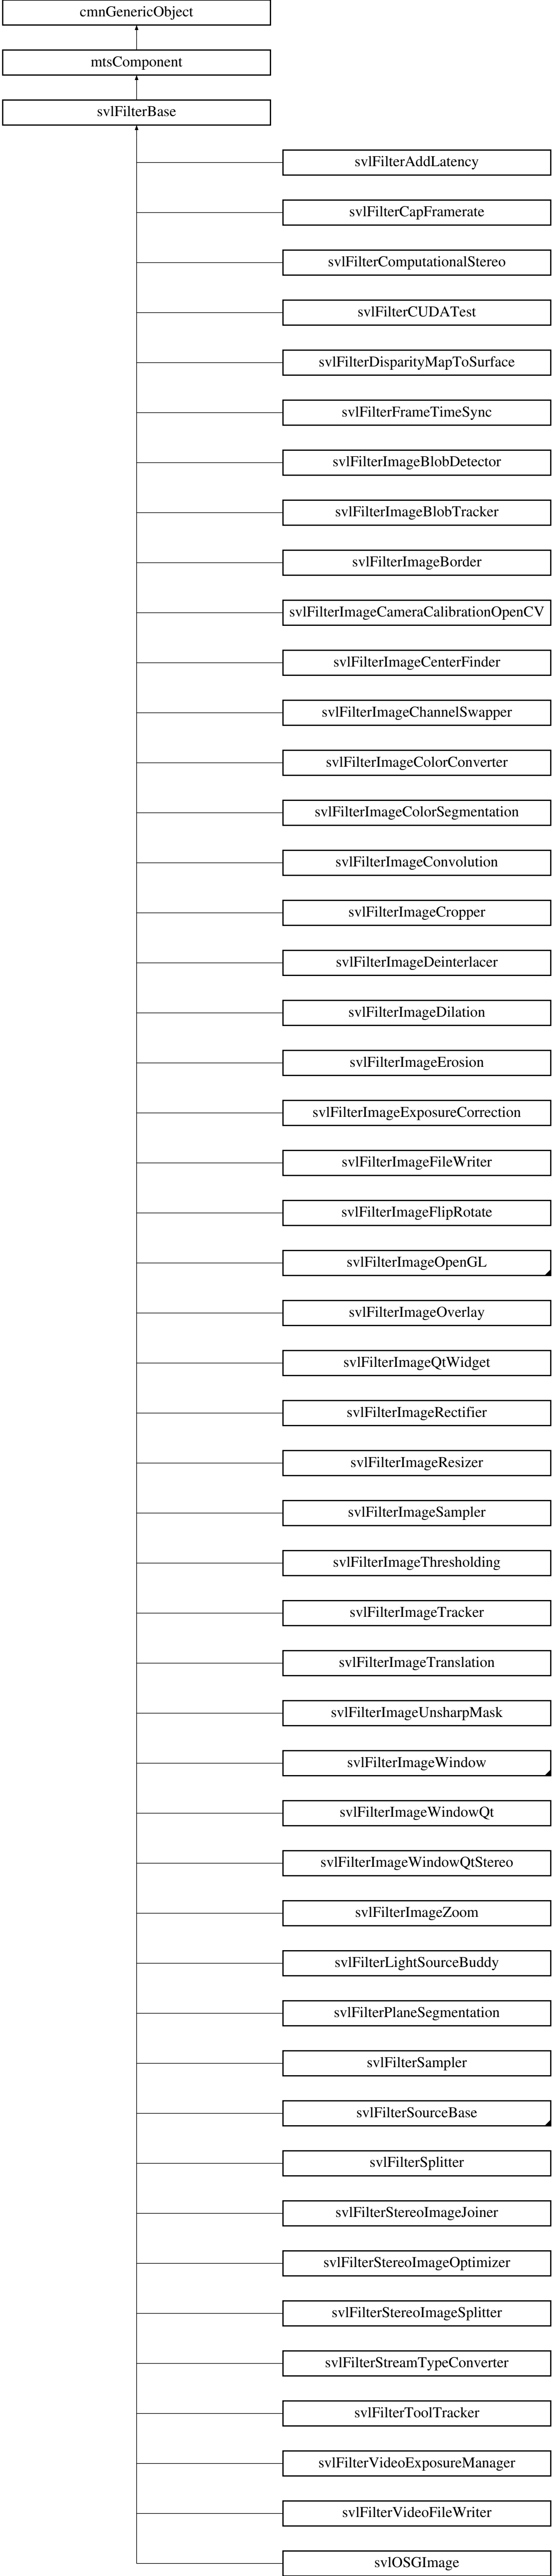 cmnGenericObject
mtsComponent
svlFilterBase
svlFilterAddLatency
svlFilterCapFramerate
svlFilterComputationalStereo
svlFilterCUDATest
svlFilterDisparityMapToSurface
svlFilterFrameTimeSync
svlFilterImageBlobDetector
svlFilterImageBlobTracker
svlFilterImageBorder
svlFilterImageCameraCalibrationOpenCV
svlFilterImageCenterFinder
svlFilterImageChannelSwapper
svlFilterImageColorConverter
svlFilterImageColorSegmentation
svlFilterImageConvolution
svlFilterImageCropper
svlFilterImageDeinterlacer
svlFilterImageDilation
svlFilterImageErosion
svlFilterImageExposureCorrection
svlFilterImageFileWriter
svlFilterImageFlipRotate
svlFilterImageOpenGL
svlFilterImageOverlay
svlFilterImageQtWidget
svlFilterImageRectifier
svlFilterImageResizer
svlFilterImageSampler
svlFilterImageThresholding
svlFilterImageTracker
svlFilterImageTranslation
svlFilterImageUnsharpMask
svlFilterImageWindow
svlFilterImageWindowQt
svlFilterImageWindowQtStereo
svlFilterImageZoom
svlFilterLightSourceBuddy
svlFilterPlaneSegmentation
svlFilterSampler
svlFilterSourceBase
svlFilterSplitter
svlFilterStereoImageJoiner
svlFilterStereoImageOptimizer
svlFilterStereoImageSplitter
svlFilterStreamTypeConverter
svlFilterToolTracker
svlFilterVideoExposureManager
svlFilterVideoFileWriter
svlOSGImage